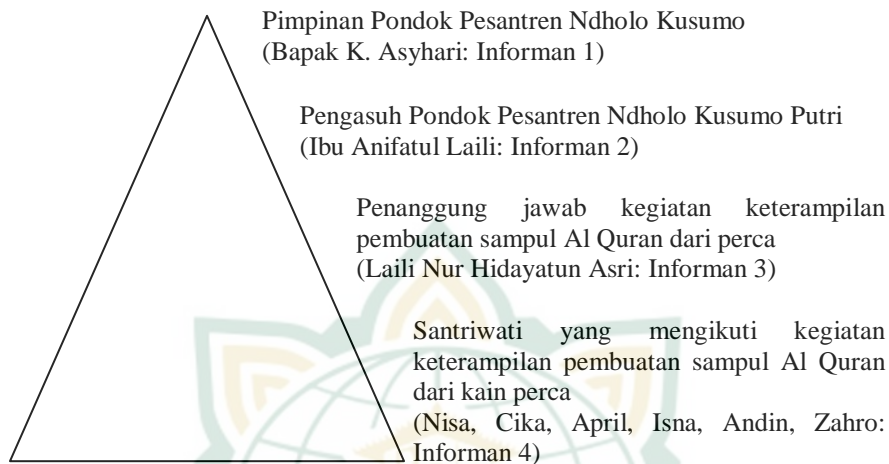 Pimpinan Pondok Pesantren Ndholo Kusumo
(Bapak K. Asyhari: Informan 1)
Pengasuh Pondok Pesantren Ndholo Kusumo Putri
(Ibu Anifatul Laili: Informan 2)
Penanggung jawab kegiatan keterampilan
pembuatan sampul Al Quran dari perca
(Laili Nur Hidayatun Asri: Informan 3)
Santriwati yang mengikuti kegiatan
keterampilan pembuatan sampul Al Quran
dari kain perca
(Nisa, Cika, April, Isna, Andin, Zahro:
Informan 4)